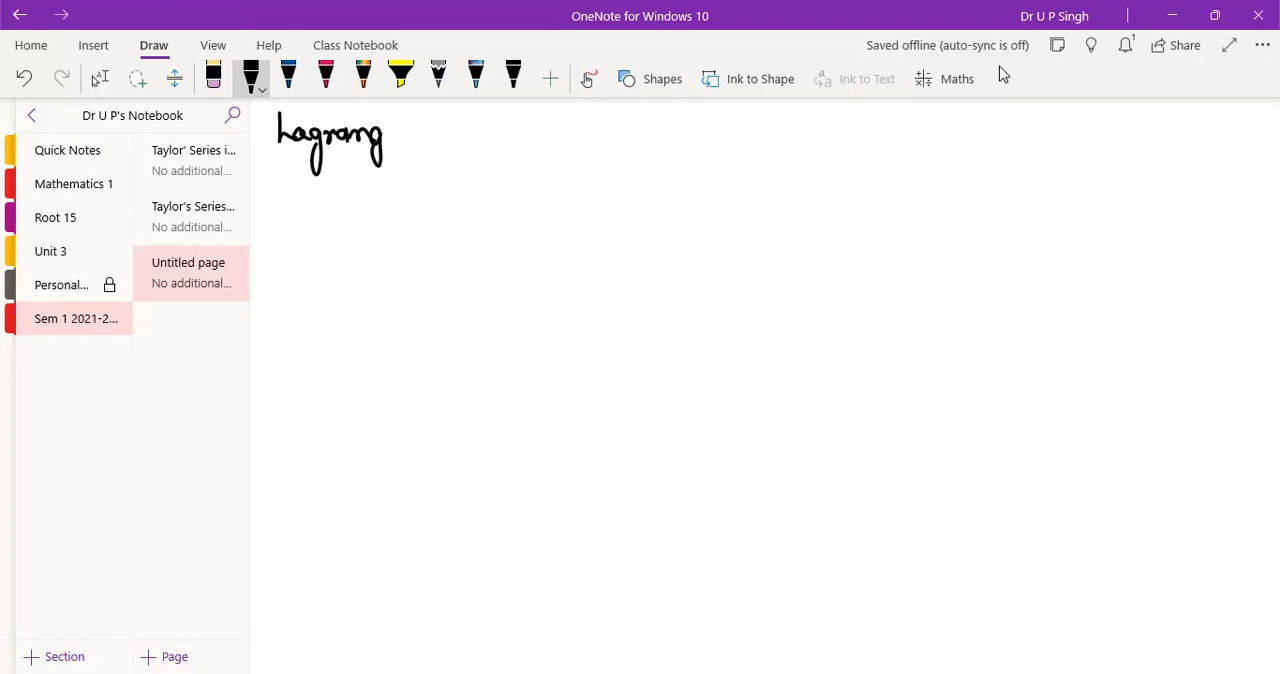 OneNote for Windows 10
Dr U P Singh
Home Insert Draw View Help Class Notebook
Saved offline (auto-sync is off)
1
Share
Shapes
Ink to Shape
Ink to Text
Maths
Dr U P's Notebook
Quick Notes
Mathematics 1
Root 15
Unit 3
Personal...
Sem 1 2021-2...
Taylor' Series i...
No additional...
Taylor's Series...
No additional...
Untitled page
No additional...
Lagrang
Section
Page